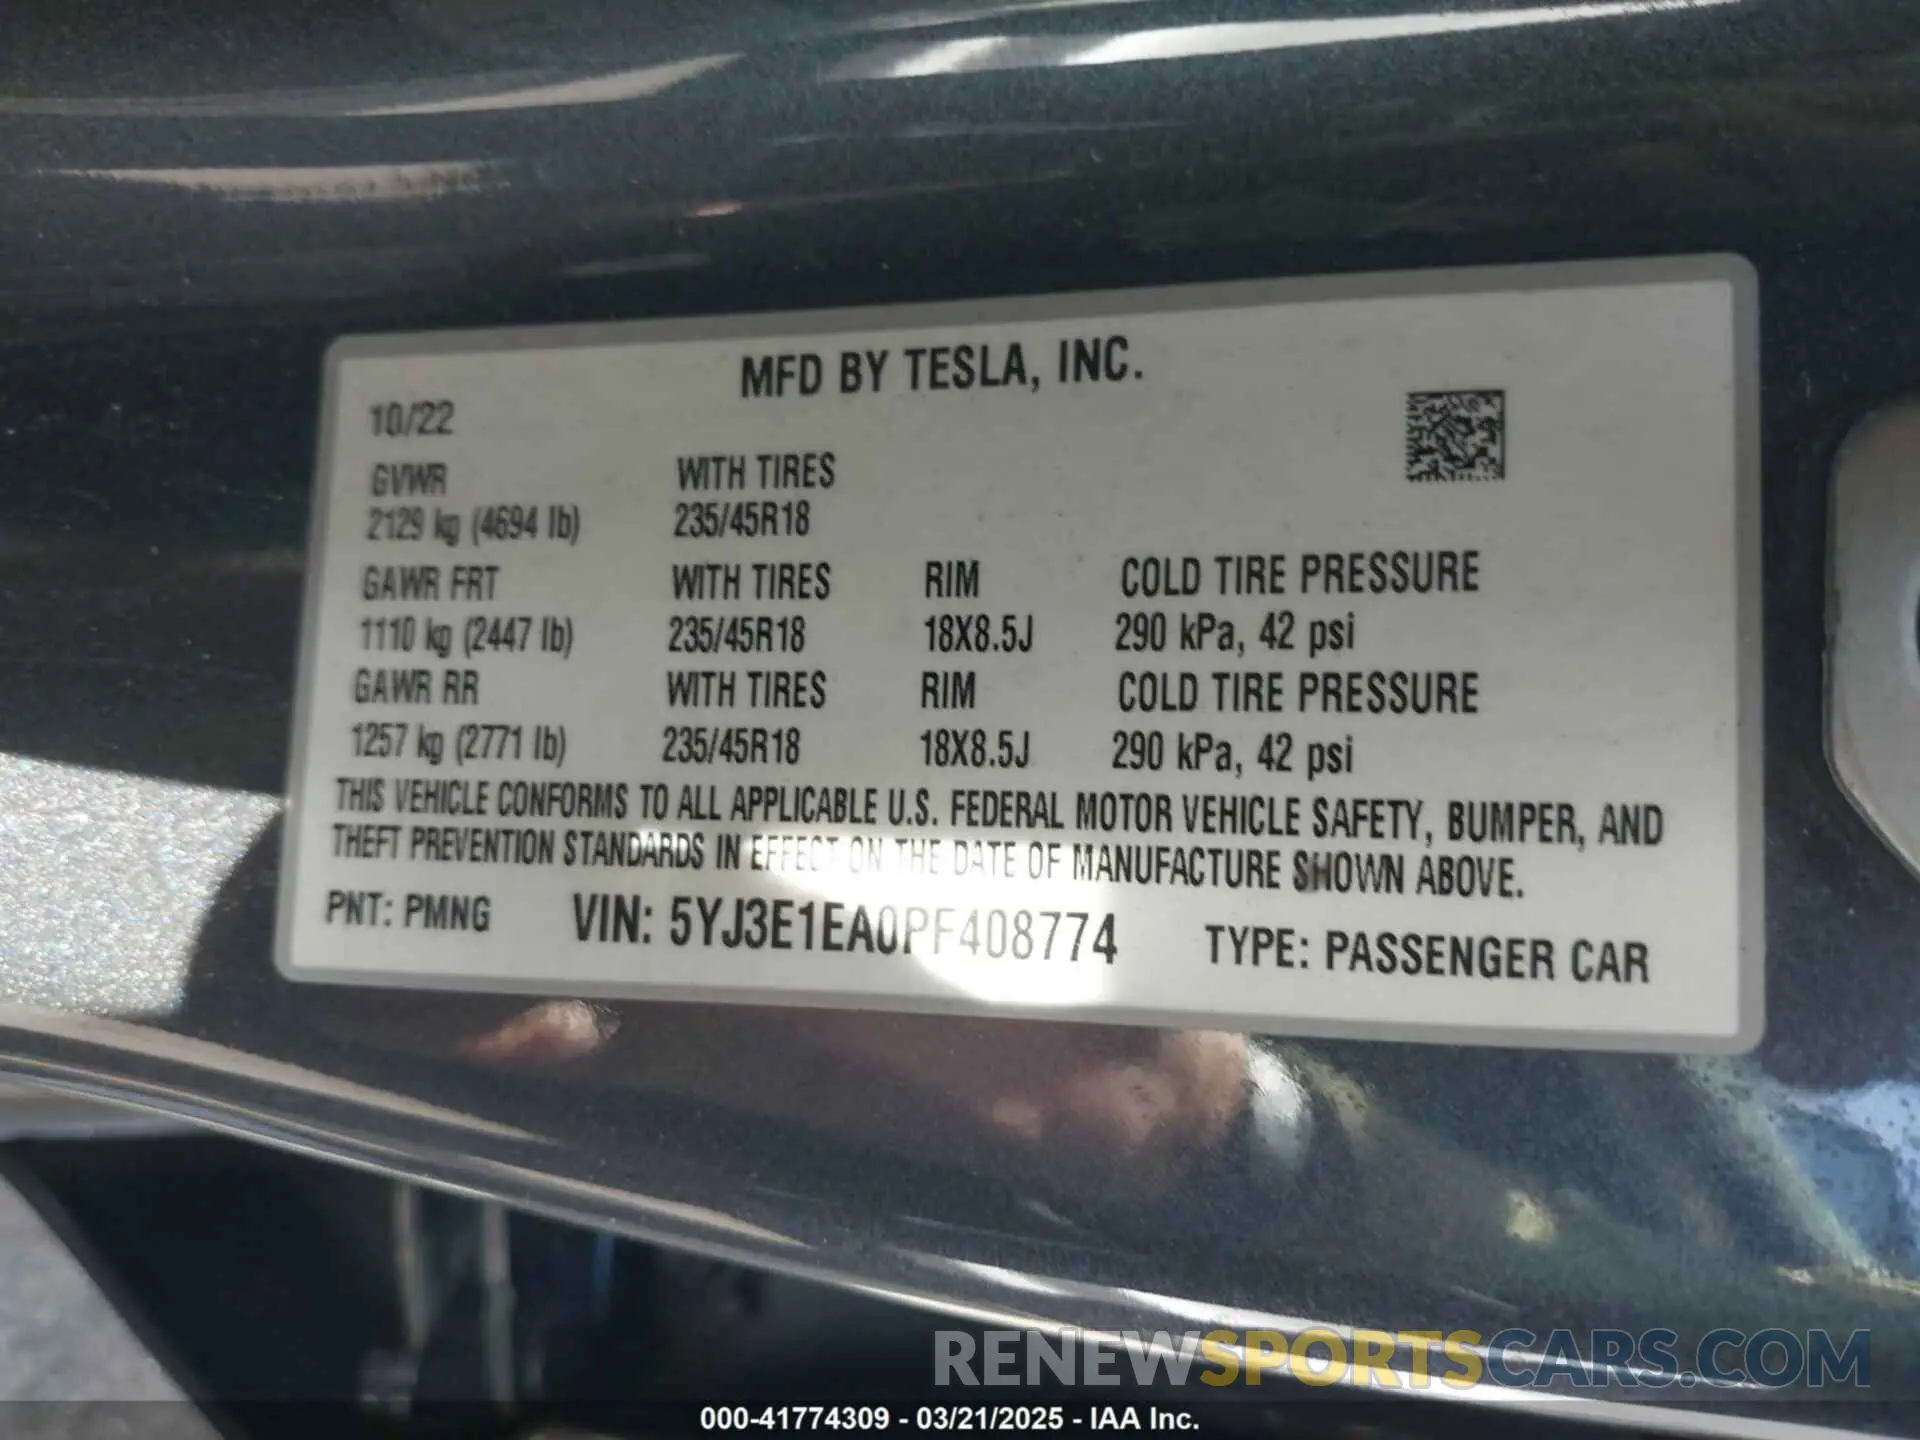 MFD BY TESLA, INC.
10/22
GVWR WITH TIRES
2129 kg (4694 lb) 235/45R18
GAWR FRT WITH TIRES RIM COLD TIRE PRESSURE
1110 kg (2447 lb) 235/45R18 18X8.5J 290 kPa, 42 psi
GAWR RR WITH TIRES RIM COLD TIRE PRESSURE
1257 kg (2771 lb) 235/45R18 18X8.5J 290 kPa, 42 psi
THIS VEHICLE CONFORMS TO ALL APPLICABLE U.S. FEDERAL MOTOR VEHICLE SAFETY, BUMPER, AND
THEFT PREVENTION STANDARDS IN EFFECT ON THE DATE OF MANUFACTURE SHOWN ABOVE.
PNT: PMNG VIN: 5YJ3E1EA0PF408774 TYPE: PASSENGER CAR
RENEWSPORTSCARS.COM
000-41774309 - 03/21/2025 - IAA Inc.